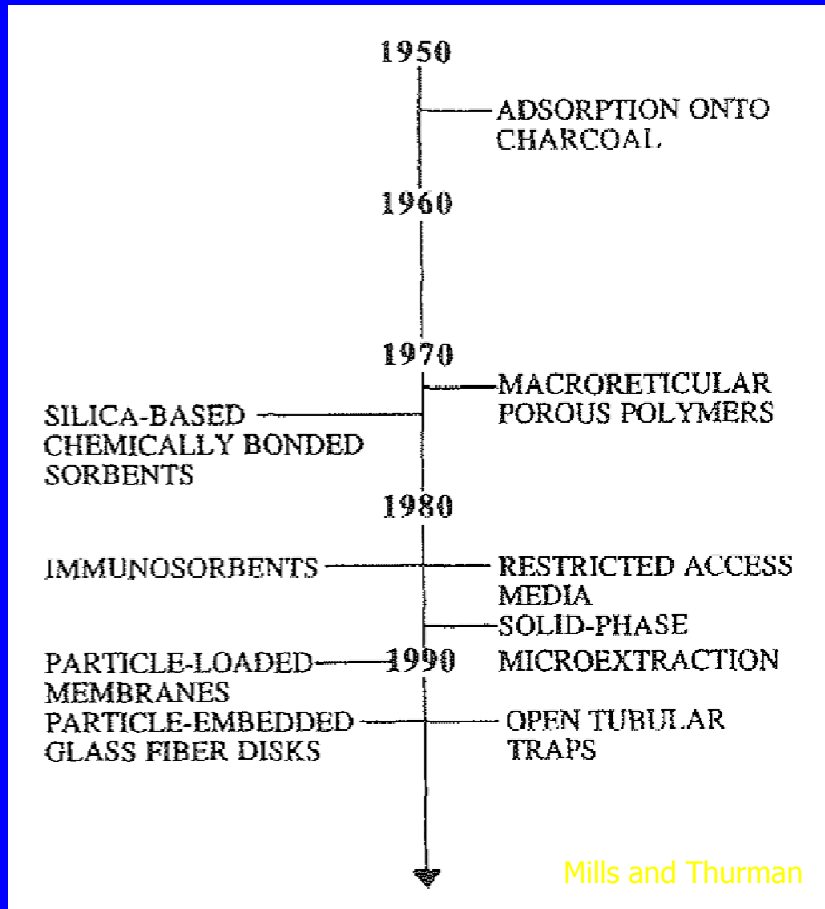 1950
ADSORPTION ONTO
CHARCOAL
1960
1970
MACRORETICULAR
POROUS POLYMERS
SILICA-BASED
CHEMICALLY BONDED
SORBENTS
1980
IMMUNOSORBENTS
RESTRICTED ACCESS
MEDIA
SOLID-PHASE
MICROEXTRACTION
1990
PARTICLE-LOADED
MEMBRANES
PARTICLE-EMBEDDED
GLASS FIBER DISKS
OPEN TUBULAR
TRAPS
Mills and Thurman